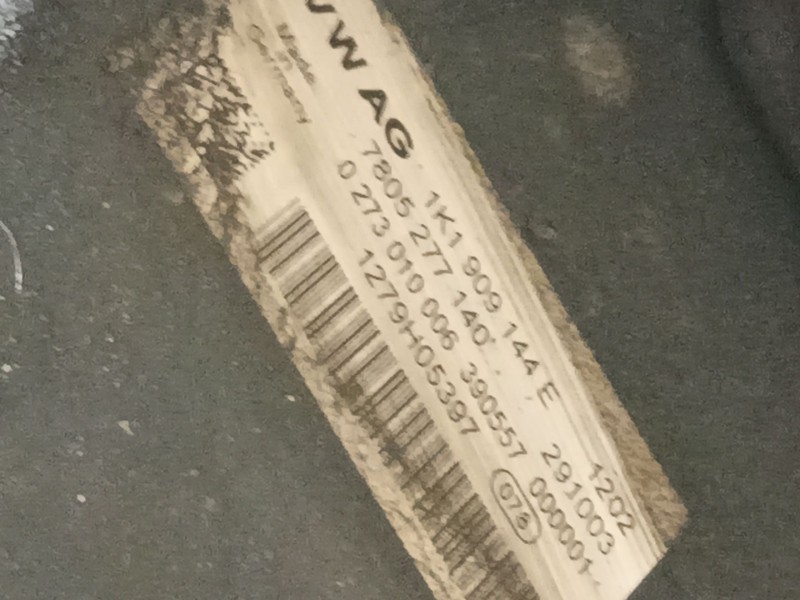 VW AG
Made
in
Germany
1K1 909 144 E 1202
7805 277 140 291003
0 273 010 006 390557 000001
1279H05397 078